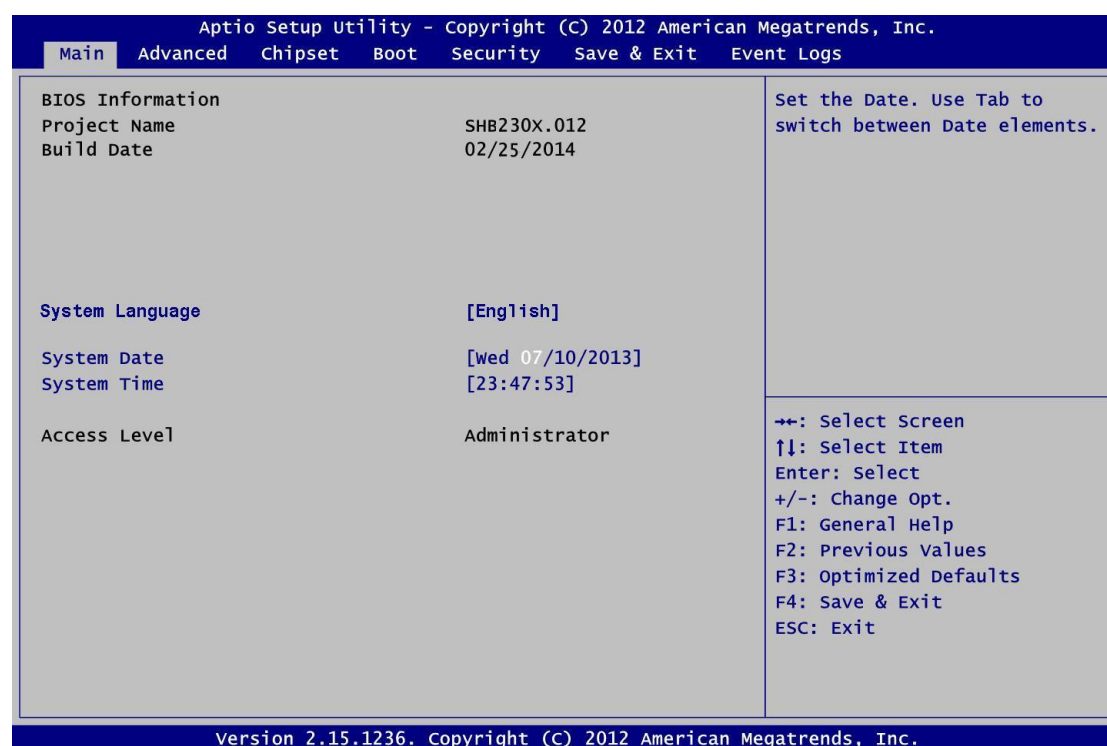 Aptio Setup Utility - Copyright (C) 2012 American Megatrends, Inc.
Main Advanced Chipset Boot Security Save & Exit Event Logs
BIOS Information
Project Name SHB230X.012
Build Date 02/25/2014
System Language [English]
System Date [Wed 07/10/2013]
System Time [23:47:53]
Access Level Administrator
Set the Date. Use Tab to
switch between Date elements.
→←: Select Screen
↑↓: Select Item
Enter: Select
+/-: Change Opt.
F1: General Help
F2: Previous Values
F3: Optimized Defaults
F4: Save & Exit
ESC: Exit
Version 2.15.1236. Copyright (C) 2012 American Megatrends, Inc.